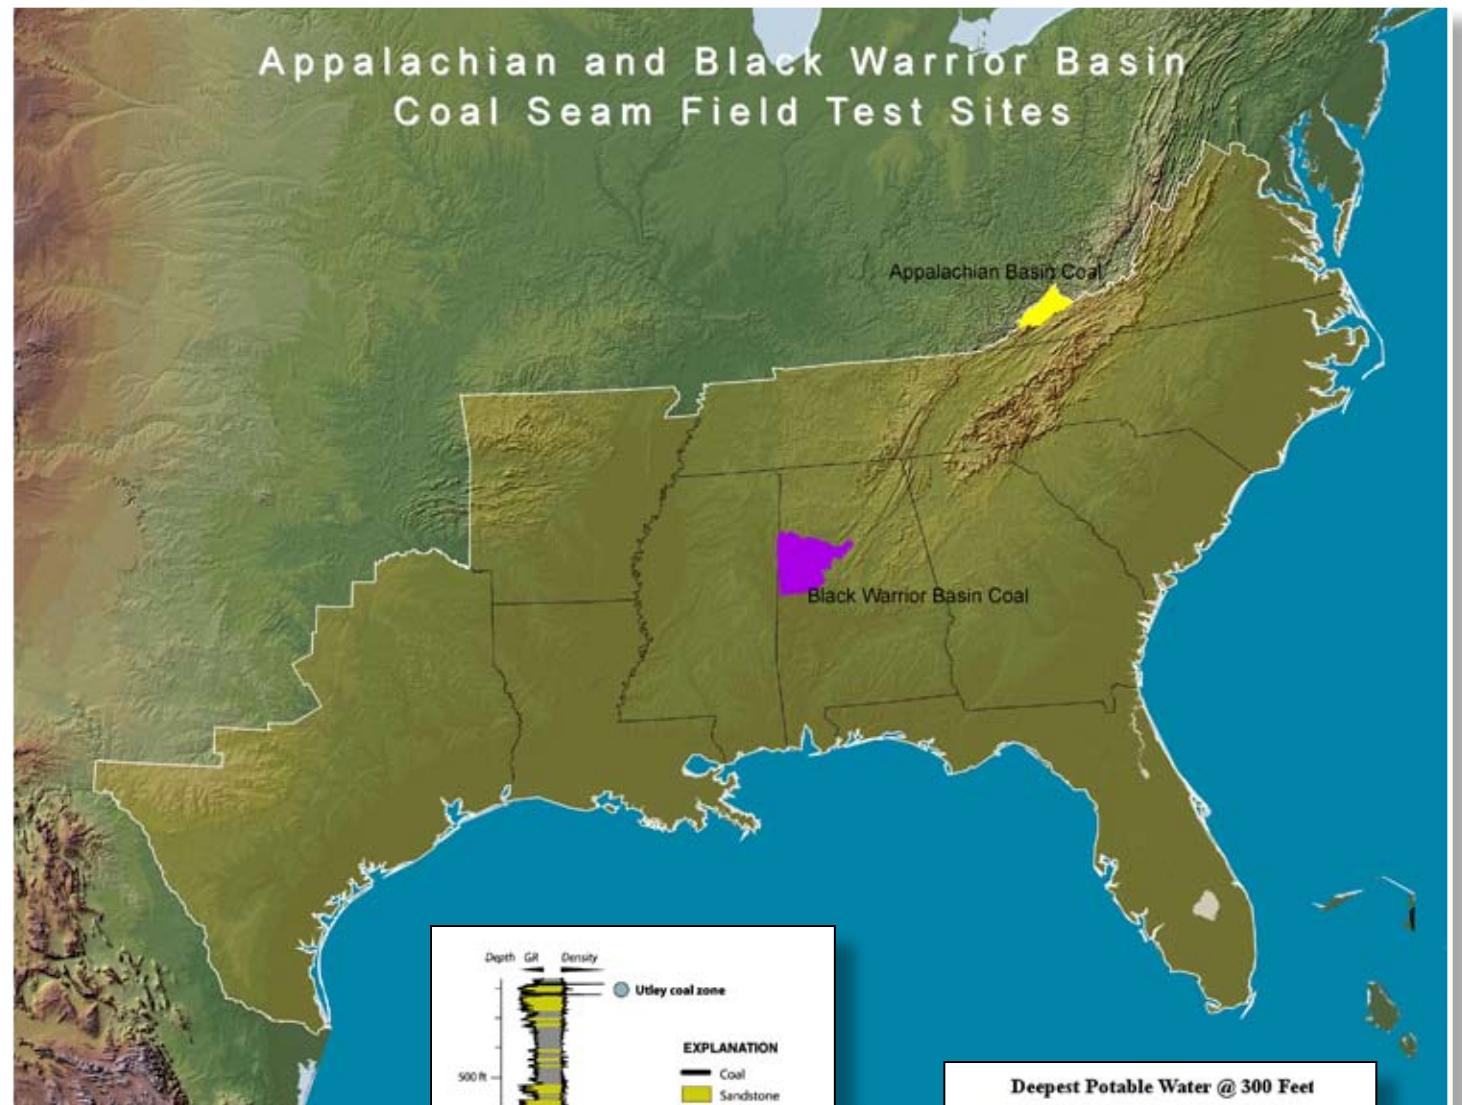 Appalachian and Black Warrior Basin
Coal Seam Field Test Sites
Appalachian Basin Coal
Black Warrior Basin Coal
Depth GR Density
Utley coal zone
EXPLANATION
Coal
500 ft
Sandstone
Deepest Potable Water @ 300 Feet